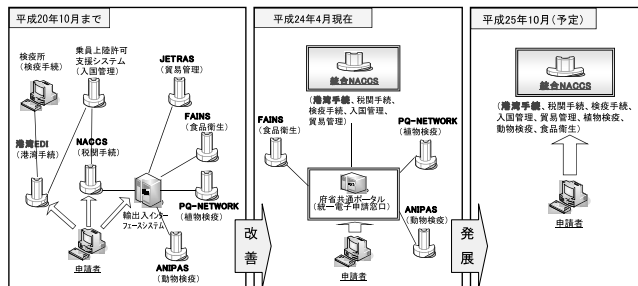 平成20年10月まで
検疫所
(検疫手続)
乗員上陸許可
支援システム
(入国管理)
JETRAS
(貿易管理)
FAINS
(食品衛生)
港湾EDI
(港湾手続)
NACCS
(税関手続)
輸出入インター
フェースシステム
PQ-NETWORK
(植物検疫)
ANIPAS
(動物検疫)
申請者
改善
平成24年4月現在
統合NACCS
(港湾手続、税関手続、
検疫手続、入国管理、
貿易管理)
FAINS
(食品衛生)
PQ-NETWORK
(植物検疫)
府省共通ポータル
(統一電子申請窓口)
ANIPAS
(動物検疫)
申請者
発展
平成25年10月(予定)
統合NACCS
(港湾手続、税関手続、検疫手続、
入国管理、貿易管理、植物検疫、
動物検疫、食品衛生)
申請者